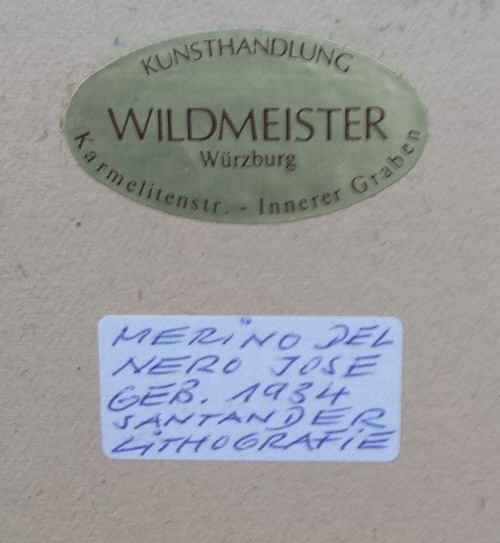 KUNSTHANDLUNG
WILDMEISTER
Würzburg
Karmelitenstr. - Innerer Graben
MERINO DEL
NERO JOSE
GEB. 1934
SANTANDER
LITHOGRAFIE